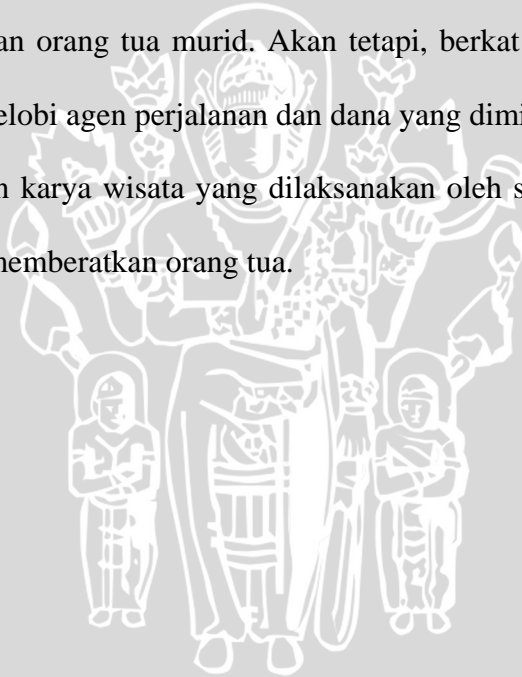 an orang tua murid. Akan tetapi, berkat
elobi agen perjalanan dan dana yang dimi
n karya wisata yang dilaksanakan oleh s
memberatkan orang tua.